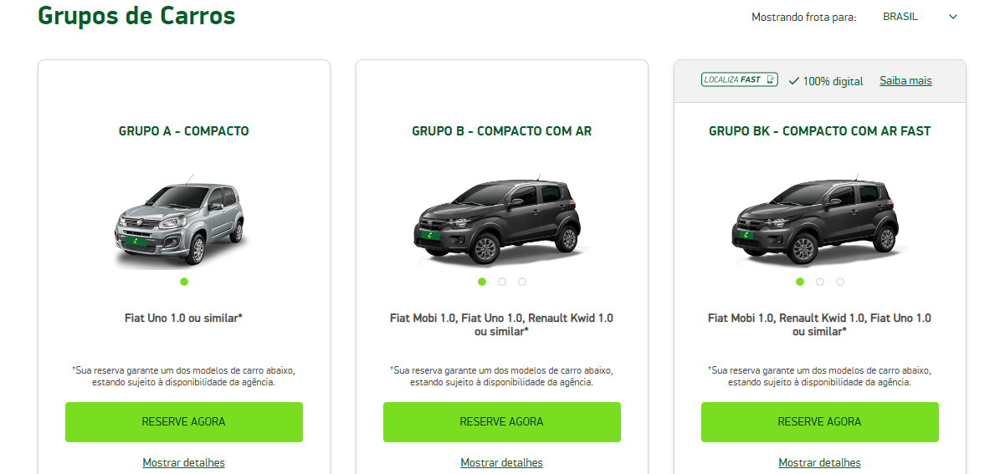 Grupos de Carros
Mostrando frota para: BRASIL
GRUPO A - COMPACTO
Fiat Uno 1.0 ou similar*
*Sua reserva garante um dos modelos de carro abaixo,
estando sujeito à disponibilidade da agência.
RESERVE AGORA
Mostrar detalhes
GRUPO B - COMPACTO COM AR
Fiat Mobi 1.0, Fiat Uno 1.0, Renault Kwid 1.0
ou similar*
*Sua reserva garante um dos modelos de carro abaixo,
estando sujeito à disponibilidade da agência.
RESERVE AGORA
Mostrar detalhes
LOCALIZA FAST 100% digital Saiba mais
GRUPO BK - COMPACTO COM AR FAST
Fiat Mobi 1.0, Renault Kwid 1.0, Fiat Uno 1.0
ou similar*
*Sua reserva garante um dos modelos de carro abaixo,
estando sujeito à disponibilidade da agência.
RESERVE AGORA
Mostrar detalhes